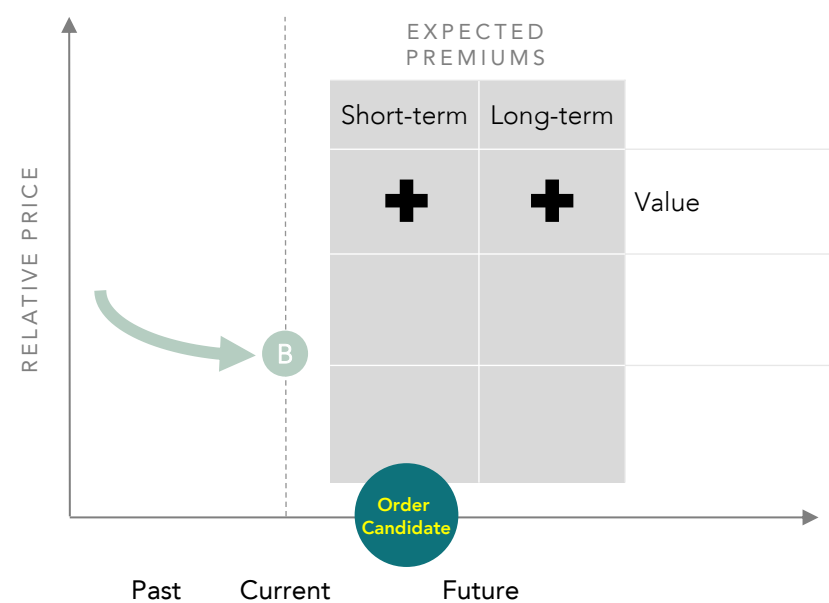 EXPECTED
PREMIUMS
Short-term Long-term
Value
RELATIVE PRICE
B
Order
Candidate
Past Current Future